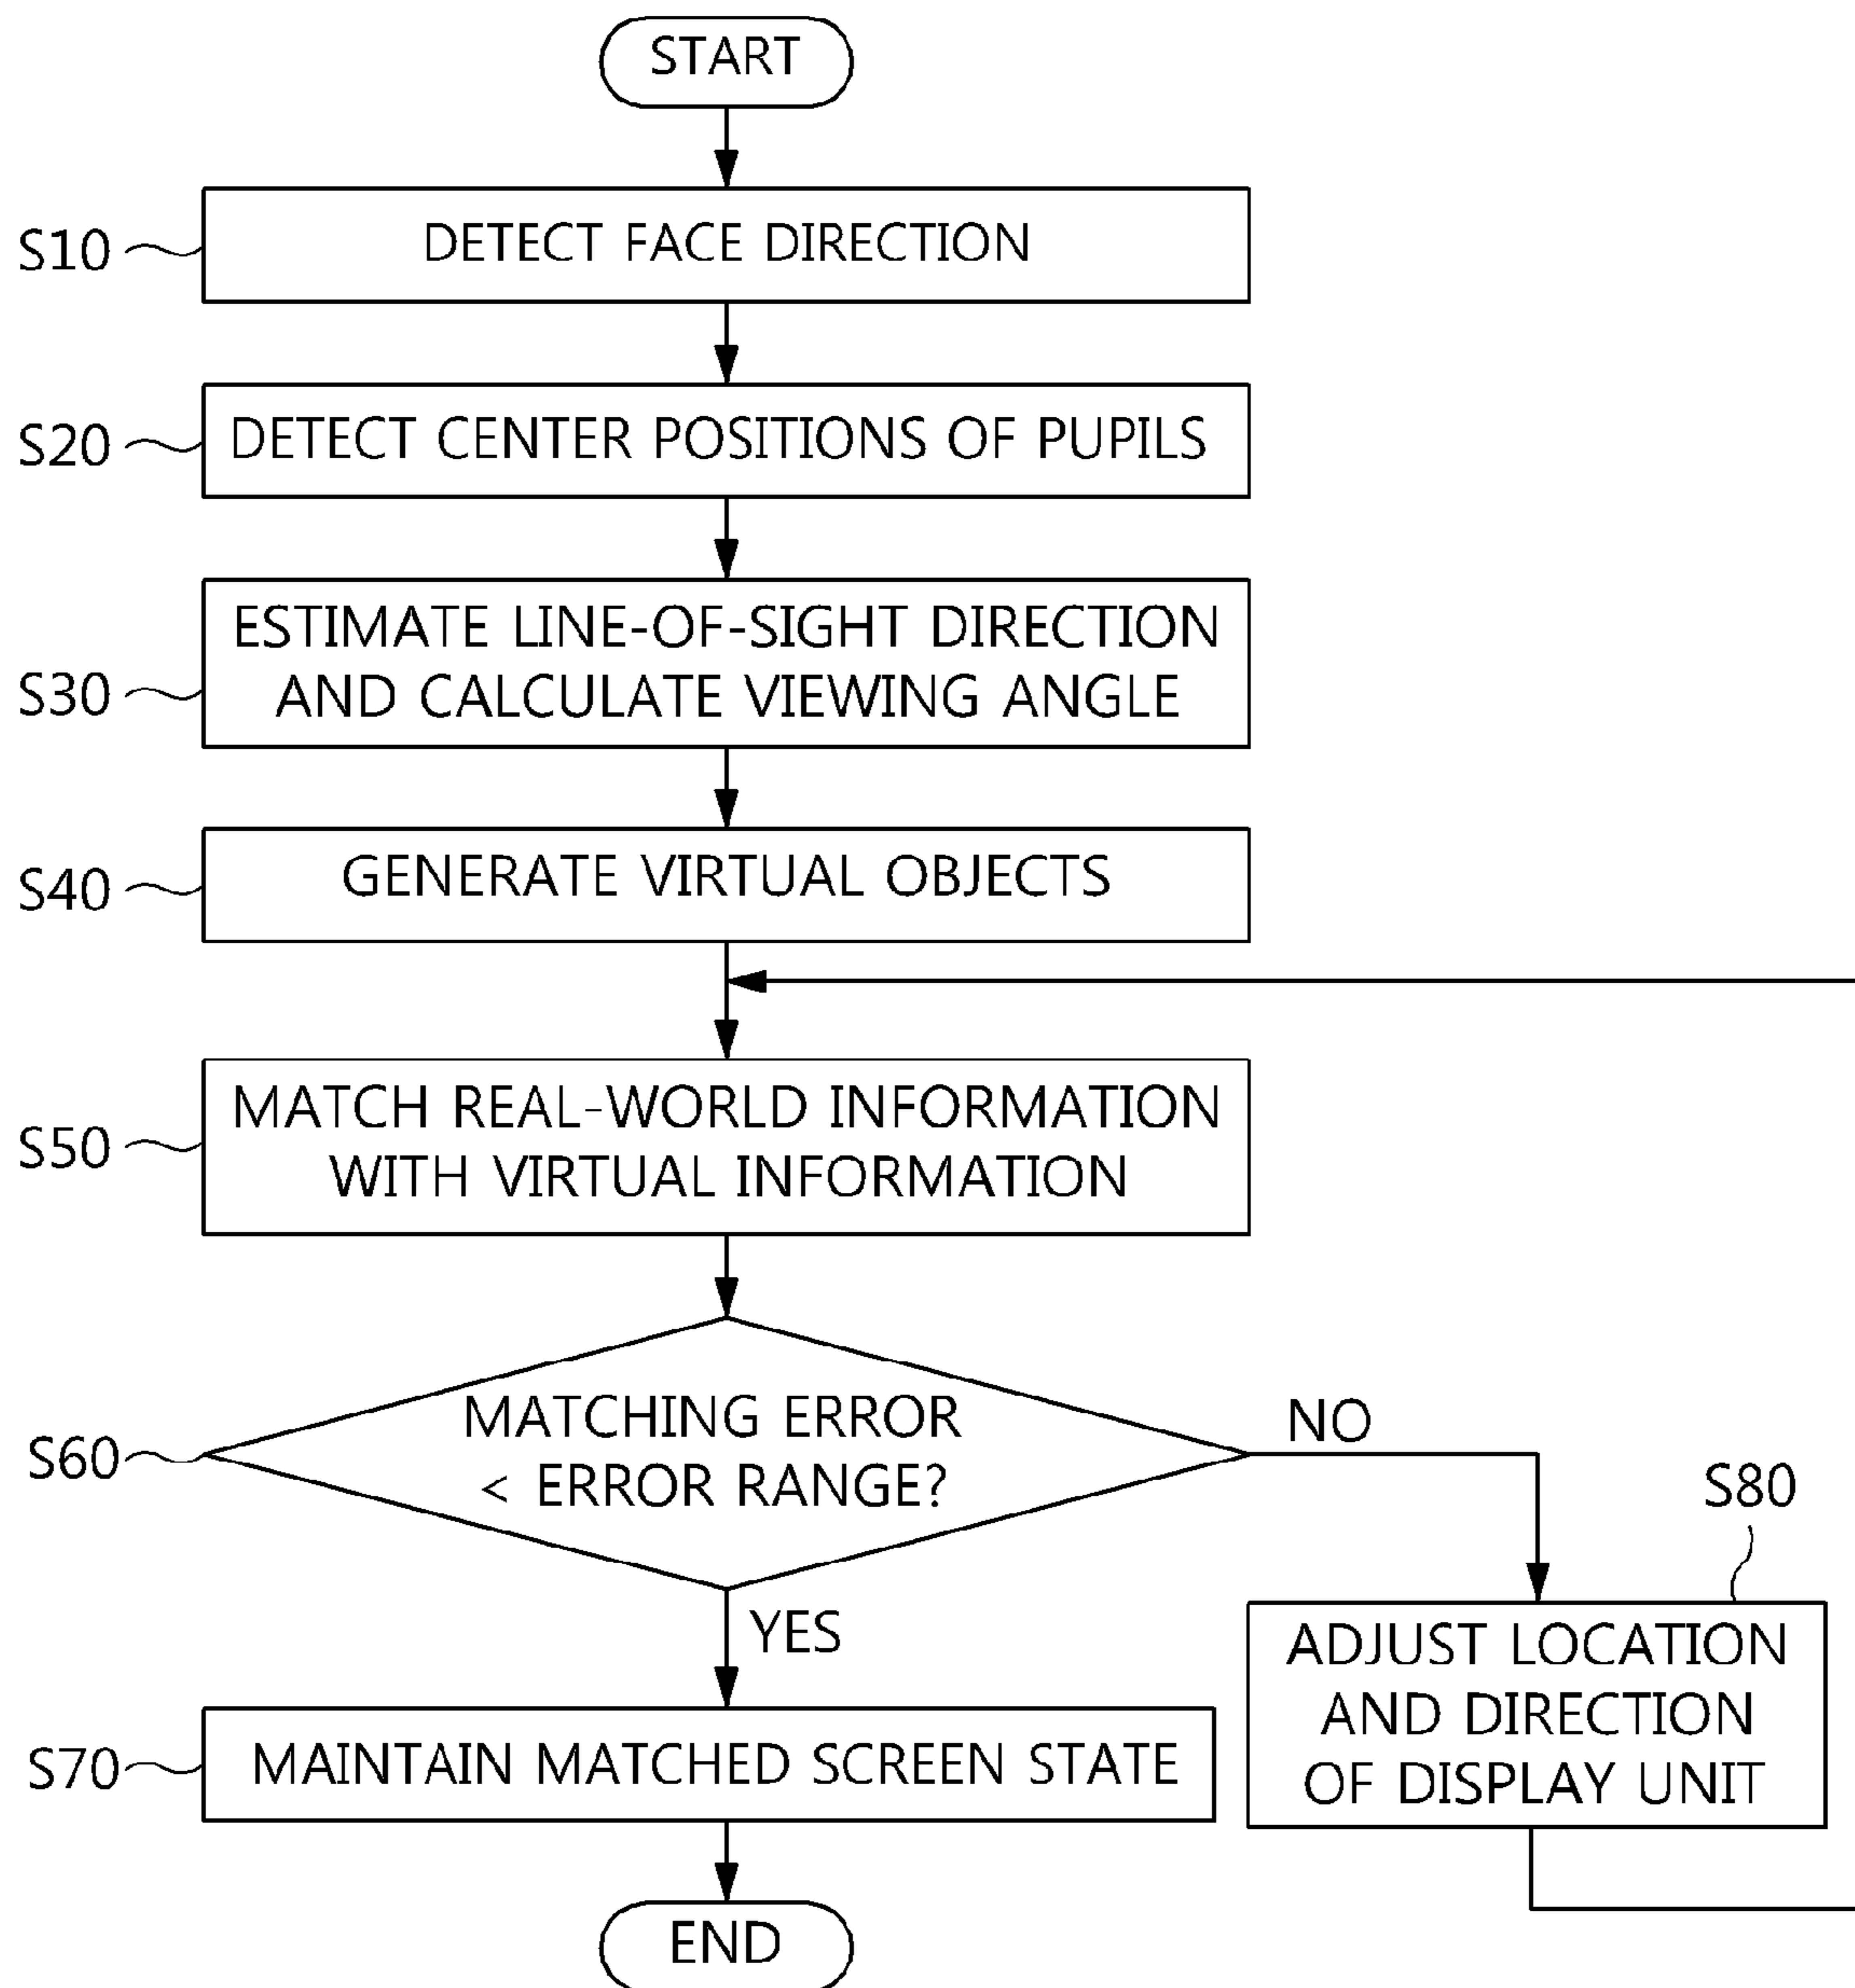 START
S10
DETECT FACE DIRECTION
S20
DETECT CENTER POSITIONS OF PUPILS
S30
ESTIMATE LINE-OF-SIGHT DIRECTION
AND CALCULATE VIEWING ANGLE
S40
GENERATE VIRTUAL OBJECTS
S50
MATCH REAL-WORLD INFORMATION
WITH VIRTUAL INFORMATION
S60
MATCHING ERROR
< ERROR RANGE?
NO
YES
S80
ADJUST LOCATION
AND DIRECTION
OF DISPLAY UNIT
S70
MAINTAIN MATCHED SCREEN STATE
END